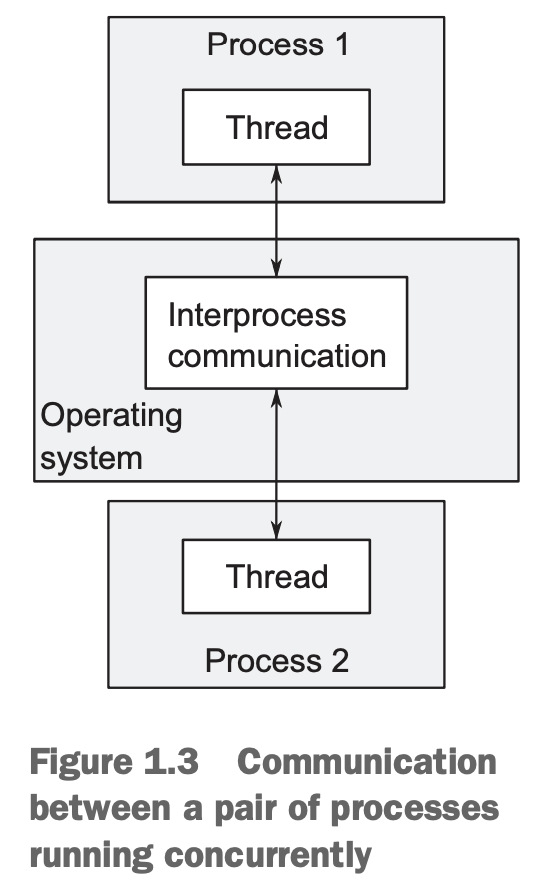 Process 1
Thread
Interprocess
communication
Operating
system
Thread
Process 2
Figure 1.3 Communication
between a pair of processes
running concurrently